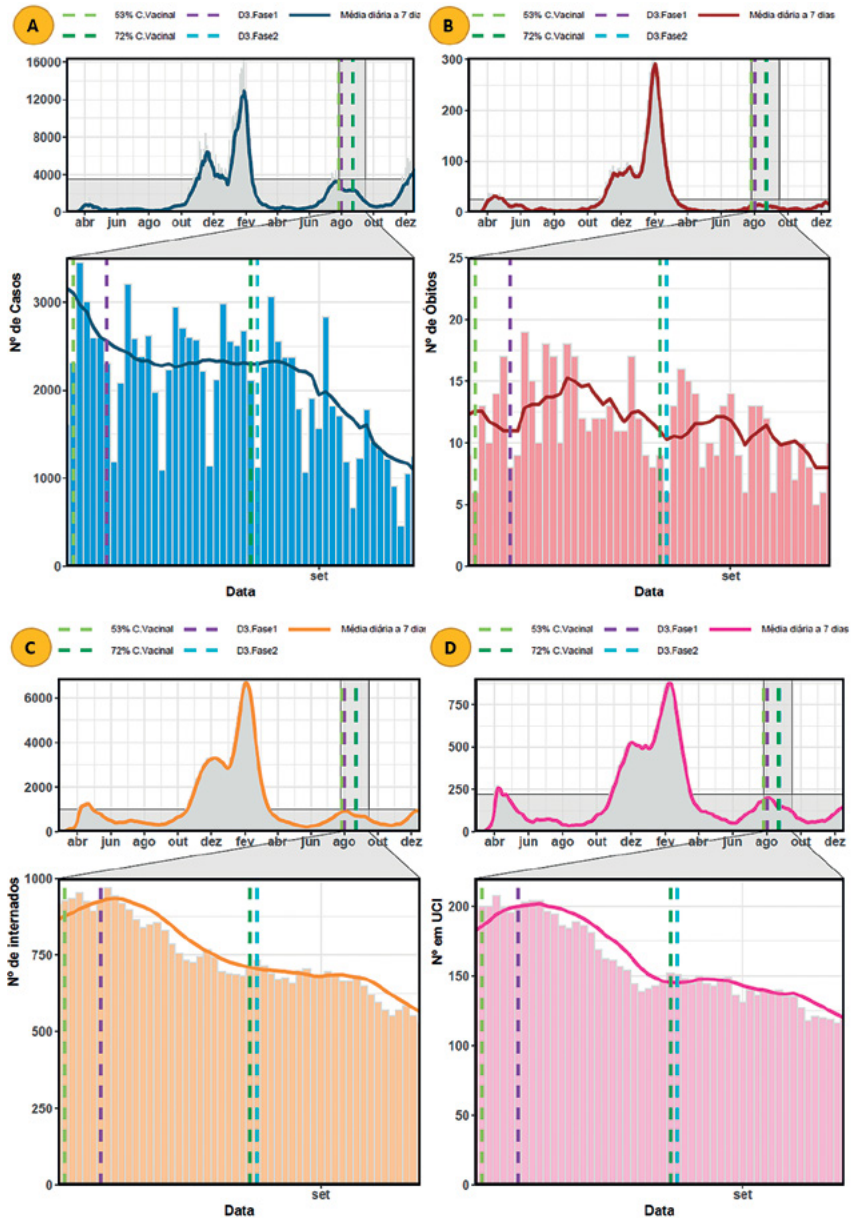 A
53% C.Vacinal D3.Fase1 Média diária a 7 dia
72% C.Vacinal D3.Fase2
16000
12000
8000
4000
0
abr jun ago out dez fev abr jun ago out dez
Nº de Casos
3000
2000
1000
0
set
Data
B
53% C.Vacinal D3.Fase1 Média diária a 7 dias
72% C.Vacinal D3.Fase2
300
200
100
0
abr jun ago out dez fev abr jun ago out dez
Nº de Óbitos
25
20
15
10
5
0
set
Data
C
53% C.Vacinal D3.Fase1 Média diária a 7 dias
72% C.Vacinal D3.Fase2
6000
4000
2000
0
abr jun ago out dez fev abr jun ago out dez
Nº de internados
1000
750
500
250
0
set
Data
D
53% C.Vacinal D3.Fase1 Média diária a 7 dias
72% C.Vacinal D3.Fase2
750
500
250
0
abr jun ago out dez fev abr jun ago out dez
Nº em UCI
200
150
100
50
0
set
Data